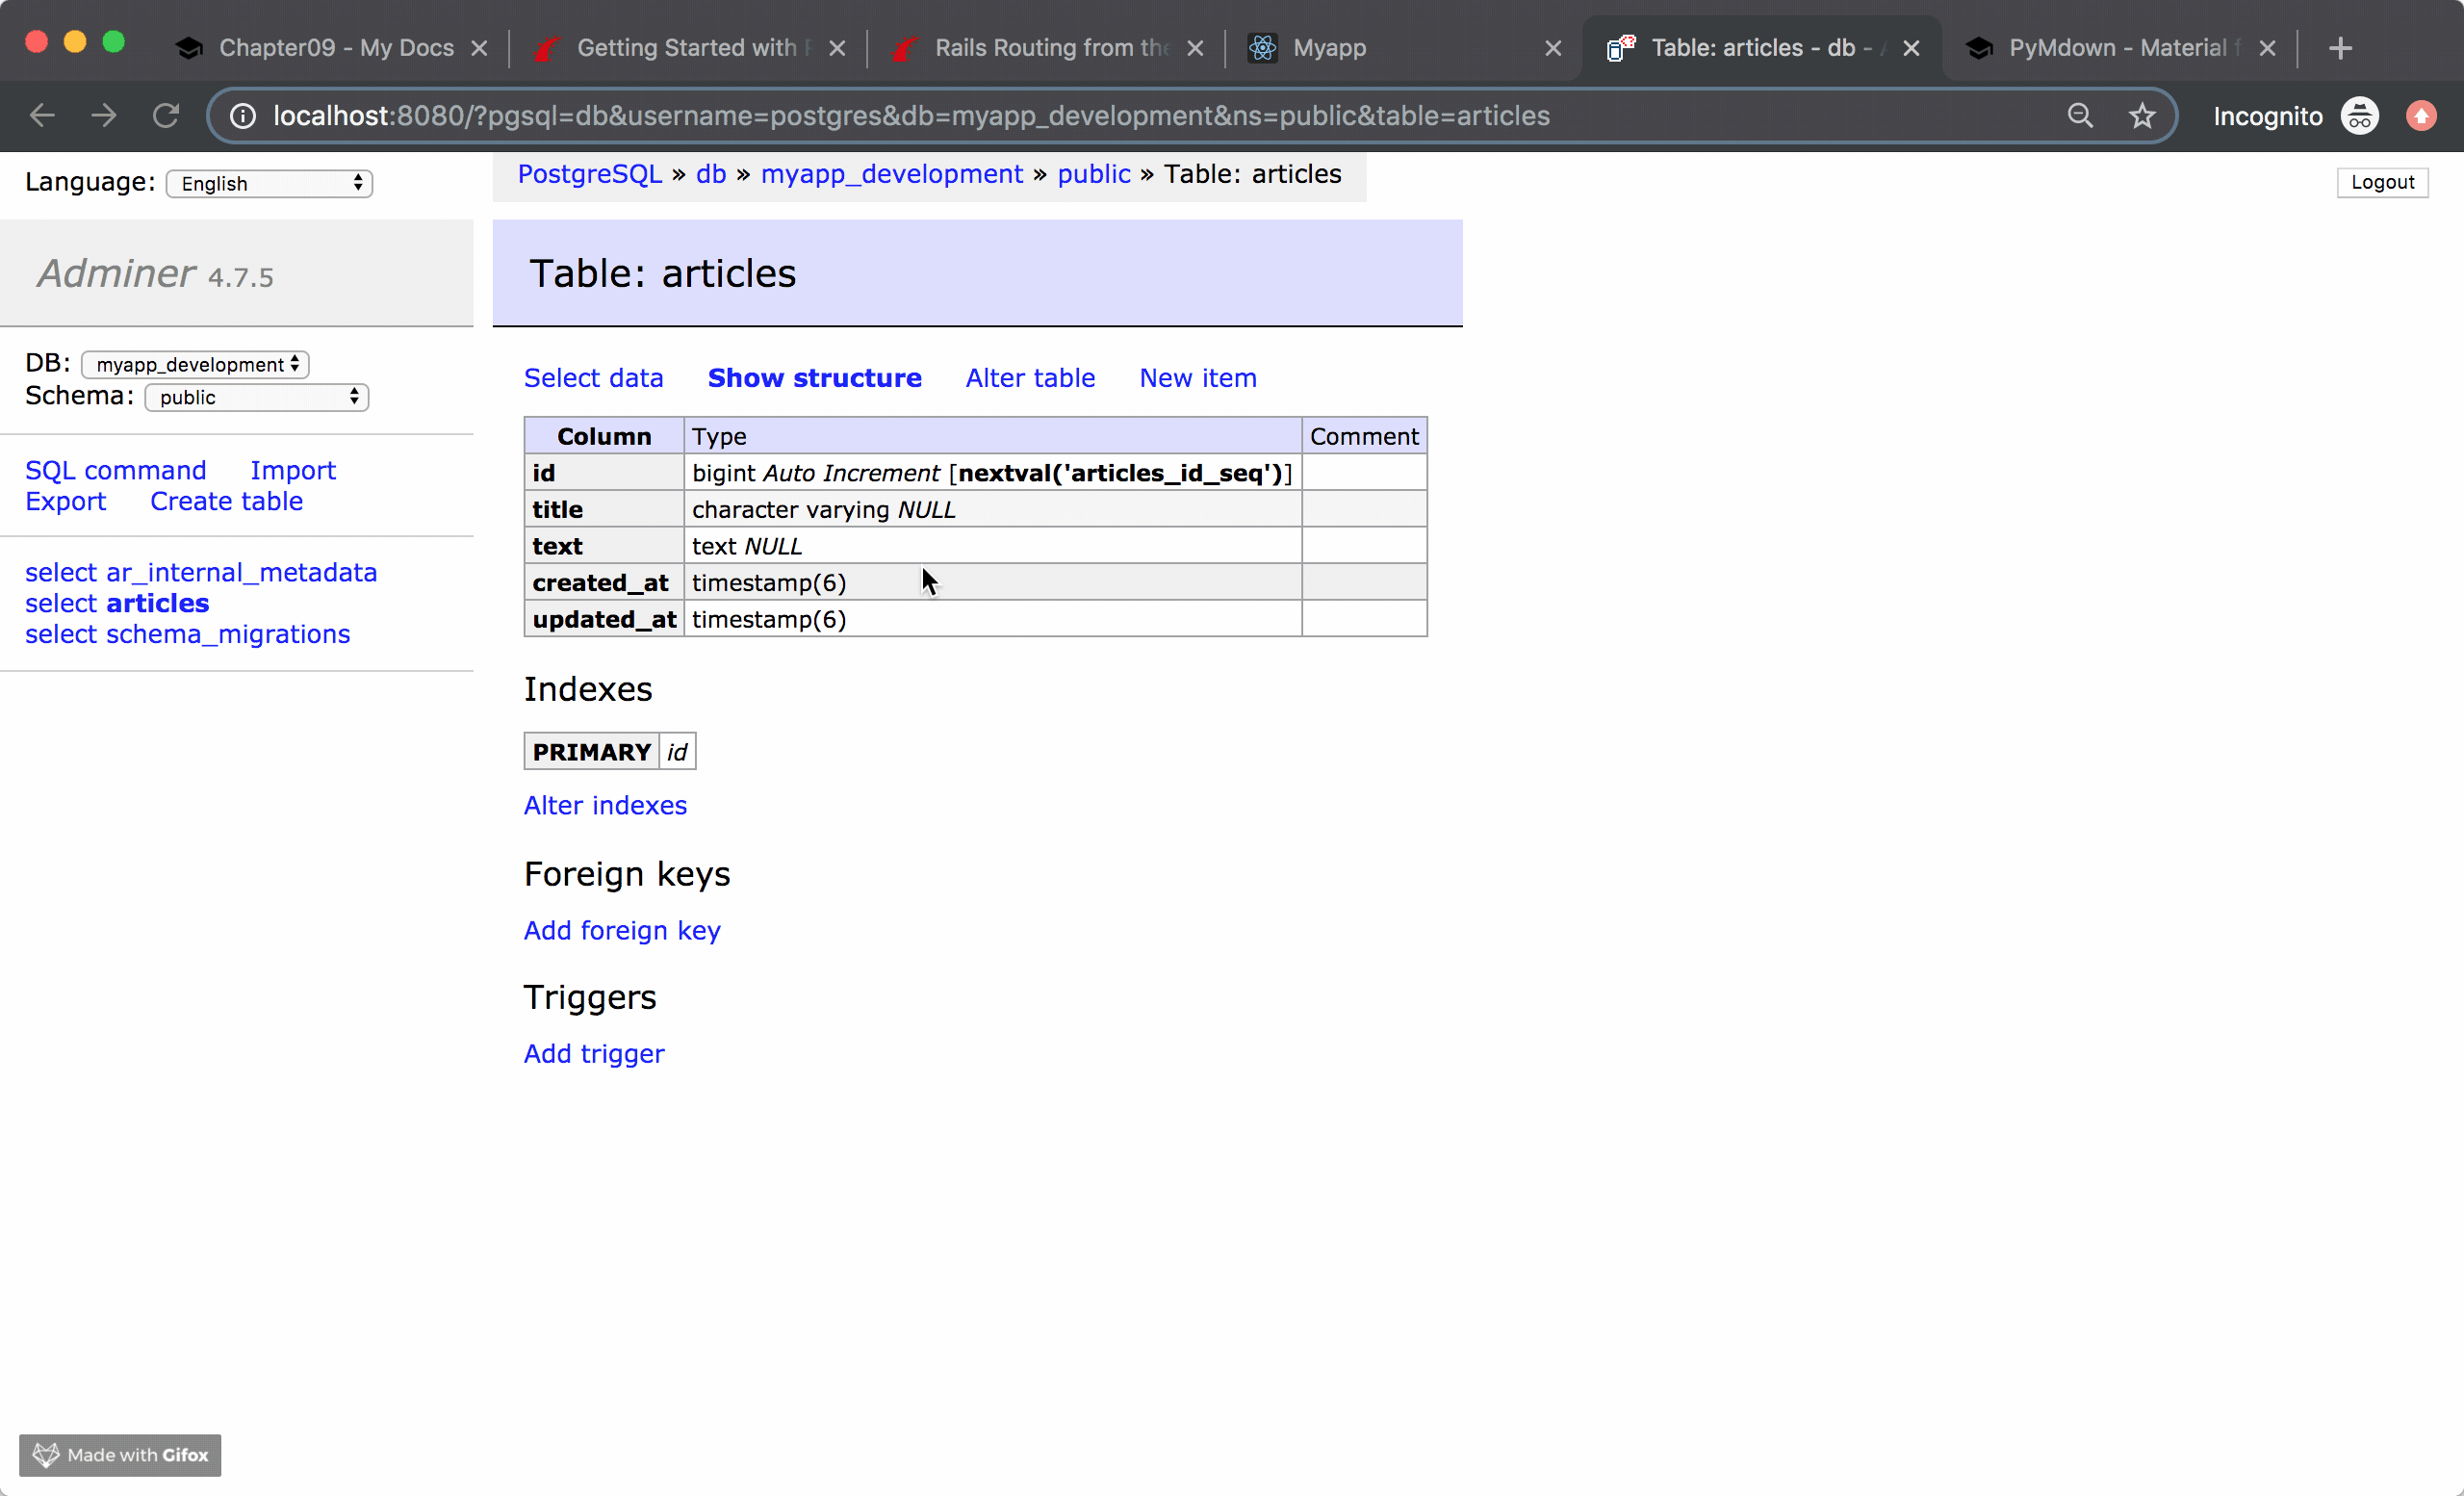 Chapter09 - My Docs
Getting Started with
Rails Routing from the
Myapp
Table: articles - db -
PyMdown - Material f
localhost:8080/?pgsql=db&username=postgres&db=myapp_development&ns=public&table=articles
Incognito
Language: English
PostgreSQL » db » myapp_development » public » Table: articles
Logout
Adminer 4.7.5
Table: articles
DB: myapp_development
Schema: public
SQL command Import
Export Create table
select ar_internal_metadata
select articles
select schema_migrations
Select data Show structure Alter table New item
Column Type Comment
id bigint Auto Increment [nextval('articles_id_seq')]
title character varying NULL
text text NULL
created_at timestamp(6)
updated_at timestamp(6)
Indexes
PRIMARY id
Alter indexes
Foreign keys
Add foreign key
Triggers
Add trigger
Made with Gifox